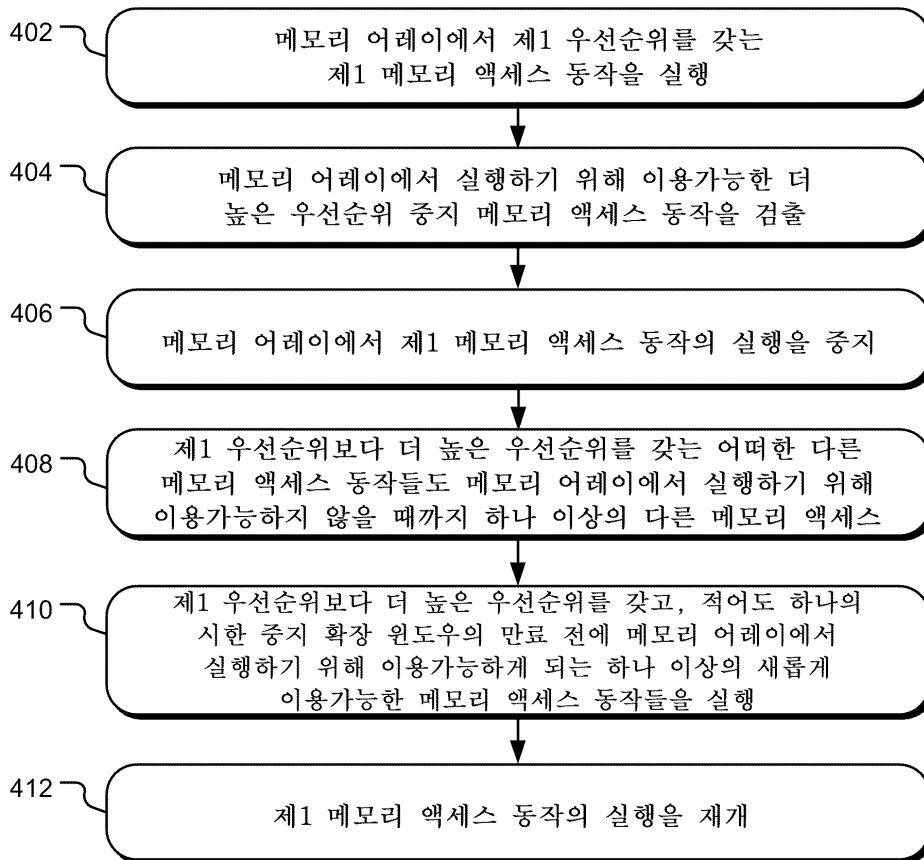 402
메모리 어레이에서 제1 우선순위를 갖는
제1 메모리 액세스 동작을 실행
404
메모리 어레이에서 실행하기 위해 이용가능한 더
높은 우선순위 중지 메모리 액세스 동작을 검출
406
메모리 어레이에서 제1 메모리 액세스 동작의 실행을 중지
408
제1 우선순위보다 더 높은 우선순위를 갖는 어떠한 다른
메모리 액세스 동작들도 메모리 어레이에서 실행하기 위해
이용가능하지 않을 때까지 하나 이상의 다른 메모리 액세스
410
제1 우선순위보다 더 높은 우선순위를 갖고, 적어도 하나의
시한 중지 확장 윈도우의 만료 전에 메모리 어레이에서
실행하기 위해 이용가능하게 되는 하나 이상의 새롭게
이용가능한 메모리 액세스 동작들을 실행
412
제1 메모리 액세스 동작의 실행을 재개